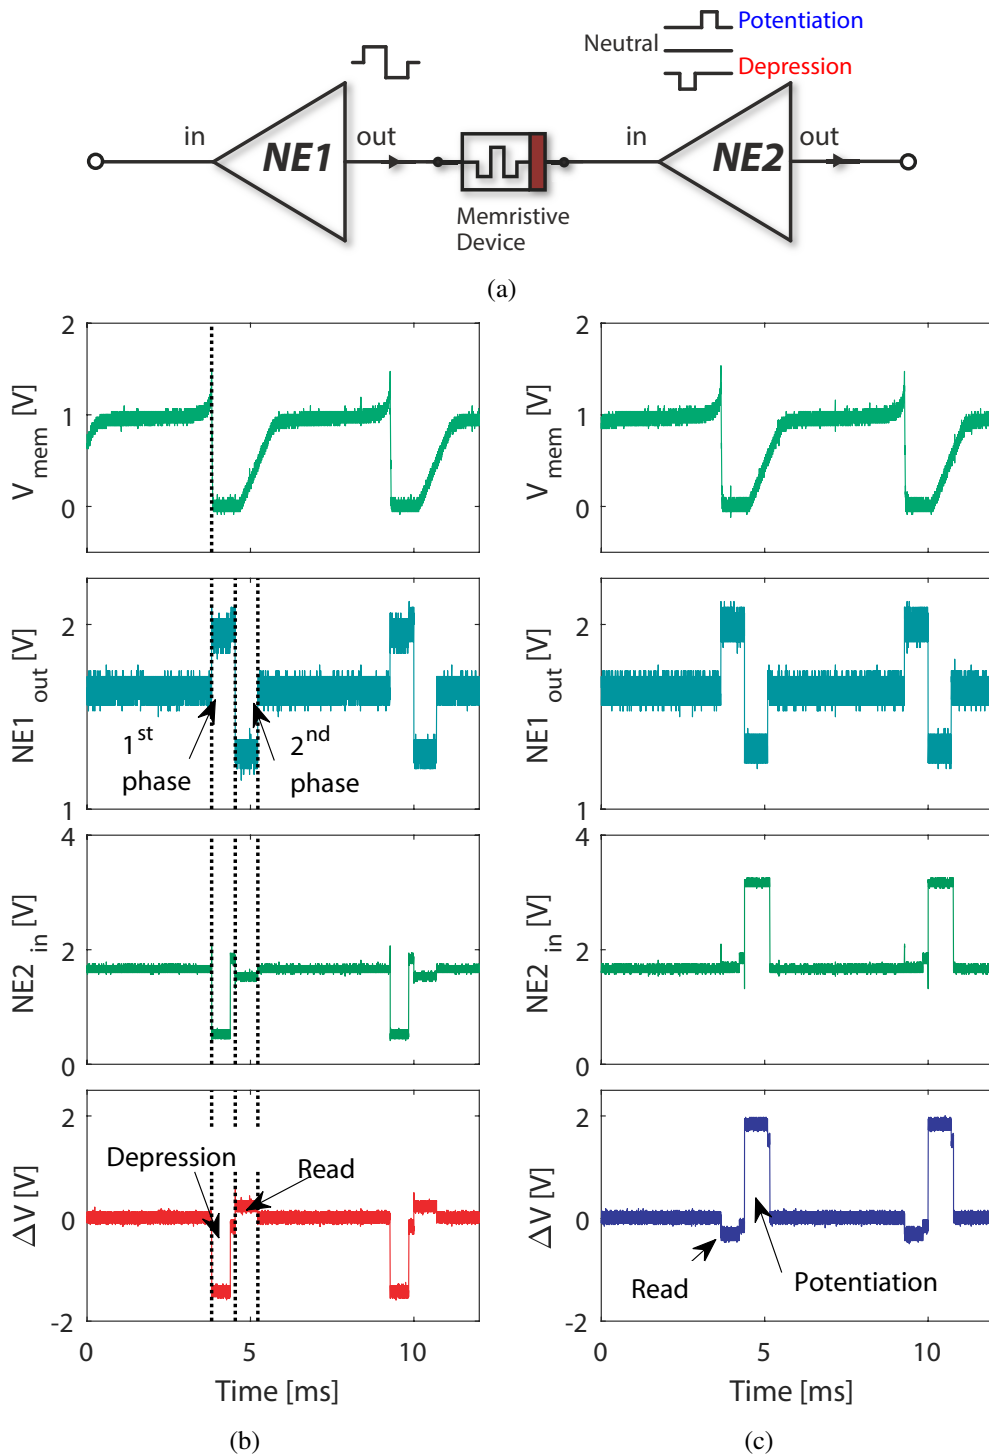 Potentiation
Neutral
Depression
in
NE1
out
in
NE2
out
Memristive
Device
(a)
2
1
0
V mem [V]
2
1
0
V mem [V]
2
1
NE1 out [V]
1st
phase
2nd
phase
2
1
NE1 out [V]
4
2
0
NE2 in [V]
4
2
0
NE2 in [V]
2
0
-2
ΔV [V]
Depression
Read
0
5
10
Time [ms]
(b)
2
0
-2
ΔV [V]
Read
Potentiation
0
5
10
Time [ms]
(c)